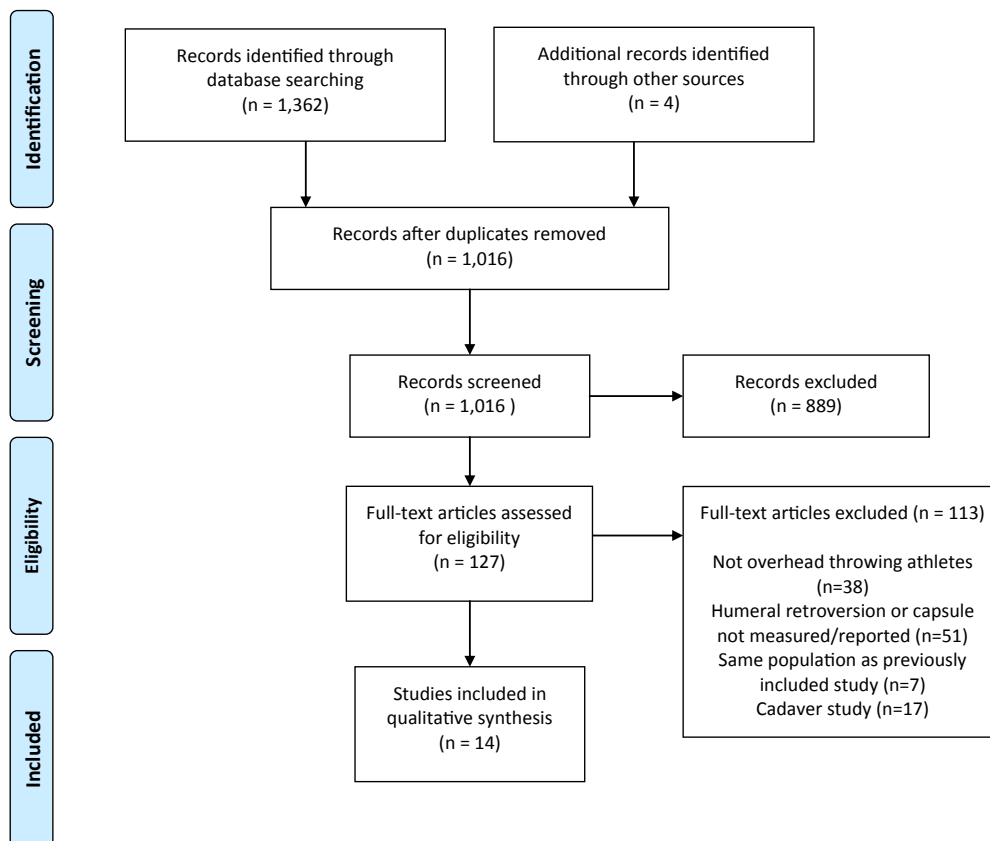 Identification
Records identified through
database searching
(n = 1,362)
Additional records identified
through other sources
(n = 4)
Screening
Records after duplicates removed
(n = 1,016)
Records screened
(n = 1,016 )
Records excluded
(n = 889)
Eligibility
Full-text articles assessed
for eligibility
(n = 127)
Full-text articles excluded (n = 113)
Not overhead throwing athletes
(n=38)
Humeral retroversion or capsule
not measured/reported (n=51)
Same population as previously
included study (n=7)
Cadaver study (n=17)
Included
Studies included in
qualitative synthesis
(n = 14)